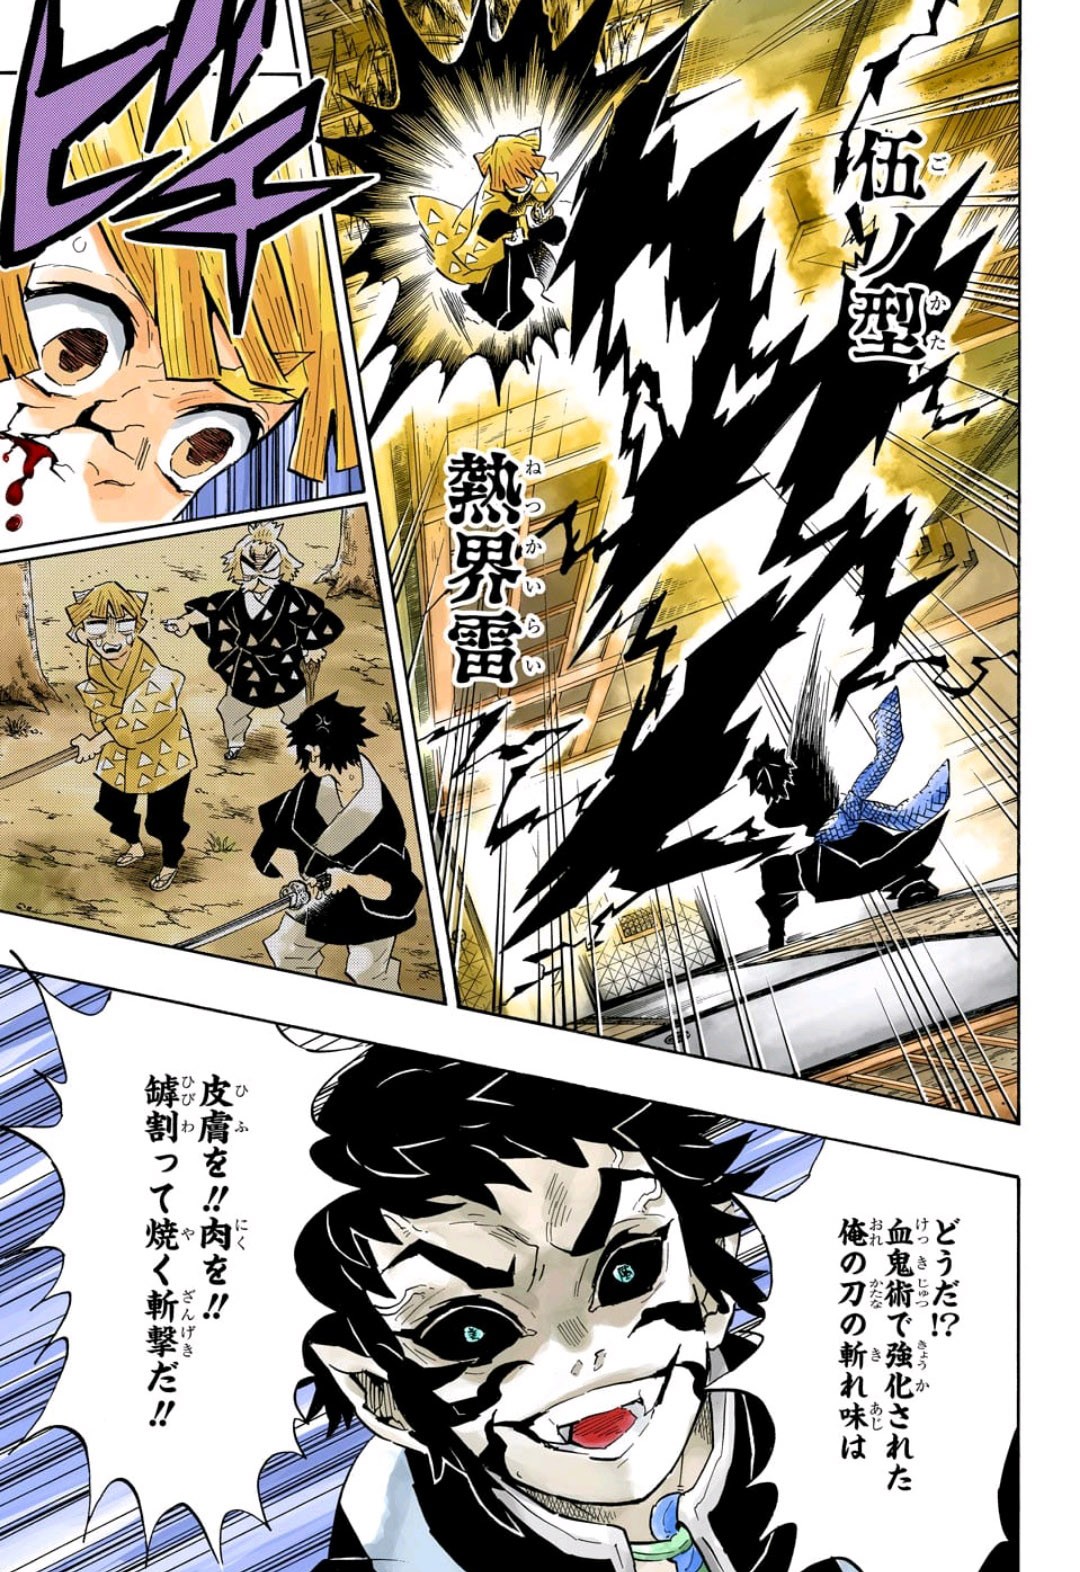 伍ノ型
熱界雷
ビキ
どうだ!?
血鬼術で強化された
俺の刀の斬れ味は
皮膚を!!肉を!!
罅割って焼く斬撃だ!!